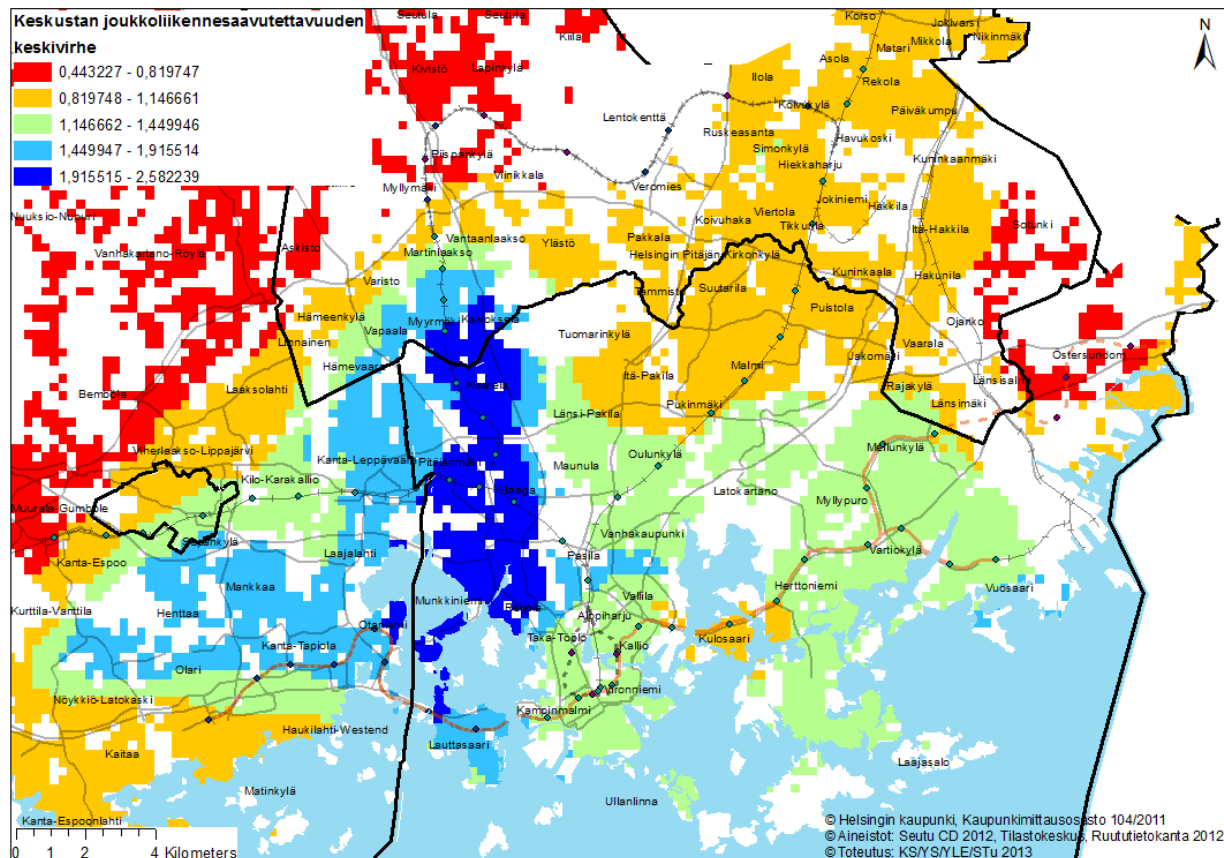 Keskustan joukkoliikennesaavutettavuuden
keskivirhe
0,443227 - 0,819747
0,819748 - 1,146661
1,146662 - 1,449946
1,449947 - 1,915514
1,915515 - 2,582239
N
Seutula
Seutula
Kiila
Korso
Jokivarsi
Nikinmäki
Mikkola
Matari
Asola
Rekola
Kivistö
Lapinkylä
Ilola
Koivukylä
Päiväkumpu
Lentokenttä
Ruskeasanta
Havukoski
Simonkylä
Hiekkaharju
Kuninkaanmäki
Piispankylä
Viinikkala
Myllymäki
Veromies
Jokiniemi
Hakkila
Viertola
Koivuhaka
Tikkurila
Sotunki
Itä-Hakkila
Nuuksio-Nupuri
Vanhakartano-Röylä
Askisto
Vantaanlaakso
Ylästö
Pakkala
Helsingin Pitäjän Kirkonkylä
Martinlaakso
Kuninkaala
Hakunila
Varisto
Tammisto
Suutarila
Puistola
Hämeenkylä
Vapaala
Myyrmäki
Kaivoksela
Ojanko
Linnainen
Tuomarinkylä
Vaarala
Jakomäki
Östersundom
Hämevaara
Länsisalmi
Laaksolahti
Itä-Pakila
Malmi
Rajakylä
Kaarela
Bemböle
Länsimäki
Länsi-Pakila
Pukinmäki
Viherlaakso-Lippajärvi
Kanta-Leppävaara
Pitäjänmäki
Maunula
Oulunkylä
Mellunkylä
Kilo-Karakallio
Haaga
Latokartano
Myllypuro
Muurala-Gumböle
Sepänkylä
Vanhakaupunki
Vartiokylä
Laajalahti
Pasila
Kanta-Espoo
Mankkaa
Herttoniemi
Vuosaari
Henttaa
Munkkiniemi
Vallila
Kurttila-Vanttila
Alppiharju
Otaniemi
Taka-Töölö
Kulosaari
Kanta-Tapiola
Kallio
Olari
Nöykkiö-Latokaski
Kampinmalmi
Haukilahti-Westend
Lauttasaari
Kaitaa
Laajasalo
Matinkylä
Ullanlinna
Kanta-Espoonlahti
0 1 2 4 Kilometers
© Helsingin kaupunki, Kaupunkimittausosasto 104/2011
© Aineistot: Seutu CD 2012, Tilastokeskus, Ruututietokanta 2012
© Toteutus: KS/YS/YLE/STu 2013